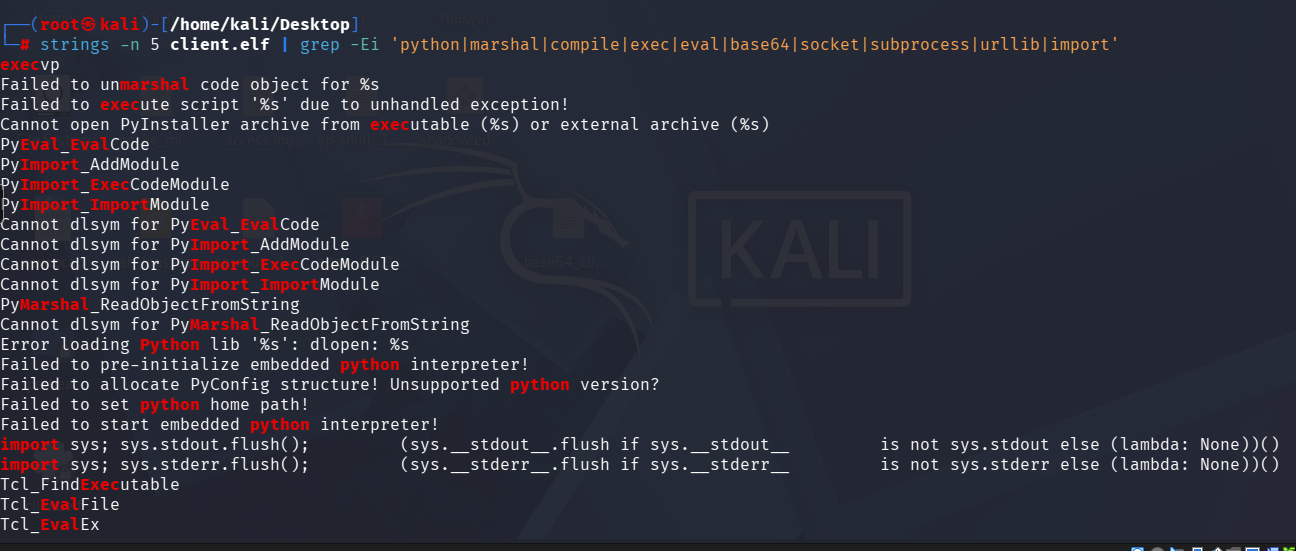 ┌──(root㉿kali)-[/home/kali/Desktop]
└─# strings -n 5 client.elf | grep -Ei 'python|marshal|compile|exec|eval|base64|socket|subprocess|urllib|import'
execvp
Failed to unmarshal code object for %s
Failed to execute script '%s' due to unhandled exception!
Cannot open PyInstaller archive from executable (%s) or external archive (%s)
PyEval_EvalCode
PyImport_AddModule
PyImport_ExecCodeModule
PyImport_ImportModule
Cannot dlsym for PyEval_EvalCode
Cannot dlsym for PyImport_AddModule
Cannot dlsym for PyImport_ExecCodeModule
Cannot dlsym for PyImport_ImportModule
PyMarshal_ReadObjectFromString
Cannot dlsym for PyMarshal_ReadObjectFromString
Error loading Python lib '%s': dlopen: %s
Failed to pre-initialize embedded python interpreter!
Failed to allocate PyConfig structure! Unsupported python version?
Failed to set python home path!
Failed to start embedded python interpreter!
import sys; sys.stdout.flush();         (sys.__stdout__.flush if sys.__stdout__         is not sys.stdout else (lambda: None))()
import sys; sys.stderr.flush();         (sys.__stderr__.flush if sys.__stderr__         is not sys.stderr else (lambda: None))()
Tcl_FindExecutable
Tcl_EvalFile
Tcl_EvalEx
KALI